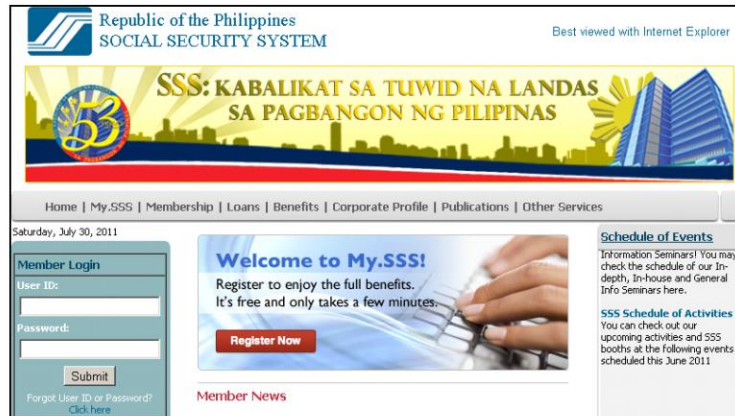 Republic of the Philippines
SOCIAL SECURITY SYSTEM
Best viewed with Internet Explorer
53
SSS: KABALIKAT SA TUWID NA LANDAS
SA PAGBANGON NG PILIPINAS
Home | My.SSS | Membership | Loans | Benefits | Corporate Profile | Publications | Other Services
Saturday, July 30, 2011
Member Login
User ID:
Password:
Submit
Forgot User ID or Password?
Click here
Welcome to My.SSS!
Register to enjoy the full benefits.
It's free and only takes a few minutes.
Register Now
Member News
Schedule of Events
Information Seminars! You may
check the schedule of our In-
depth, In-house and General
Info Seminars here.
SSS Schedule of Activities
You can check out our
upcoming activities and SSS
booths at the following events
scheduled this June 2011